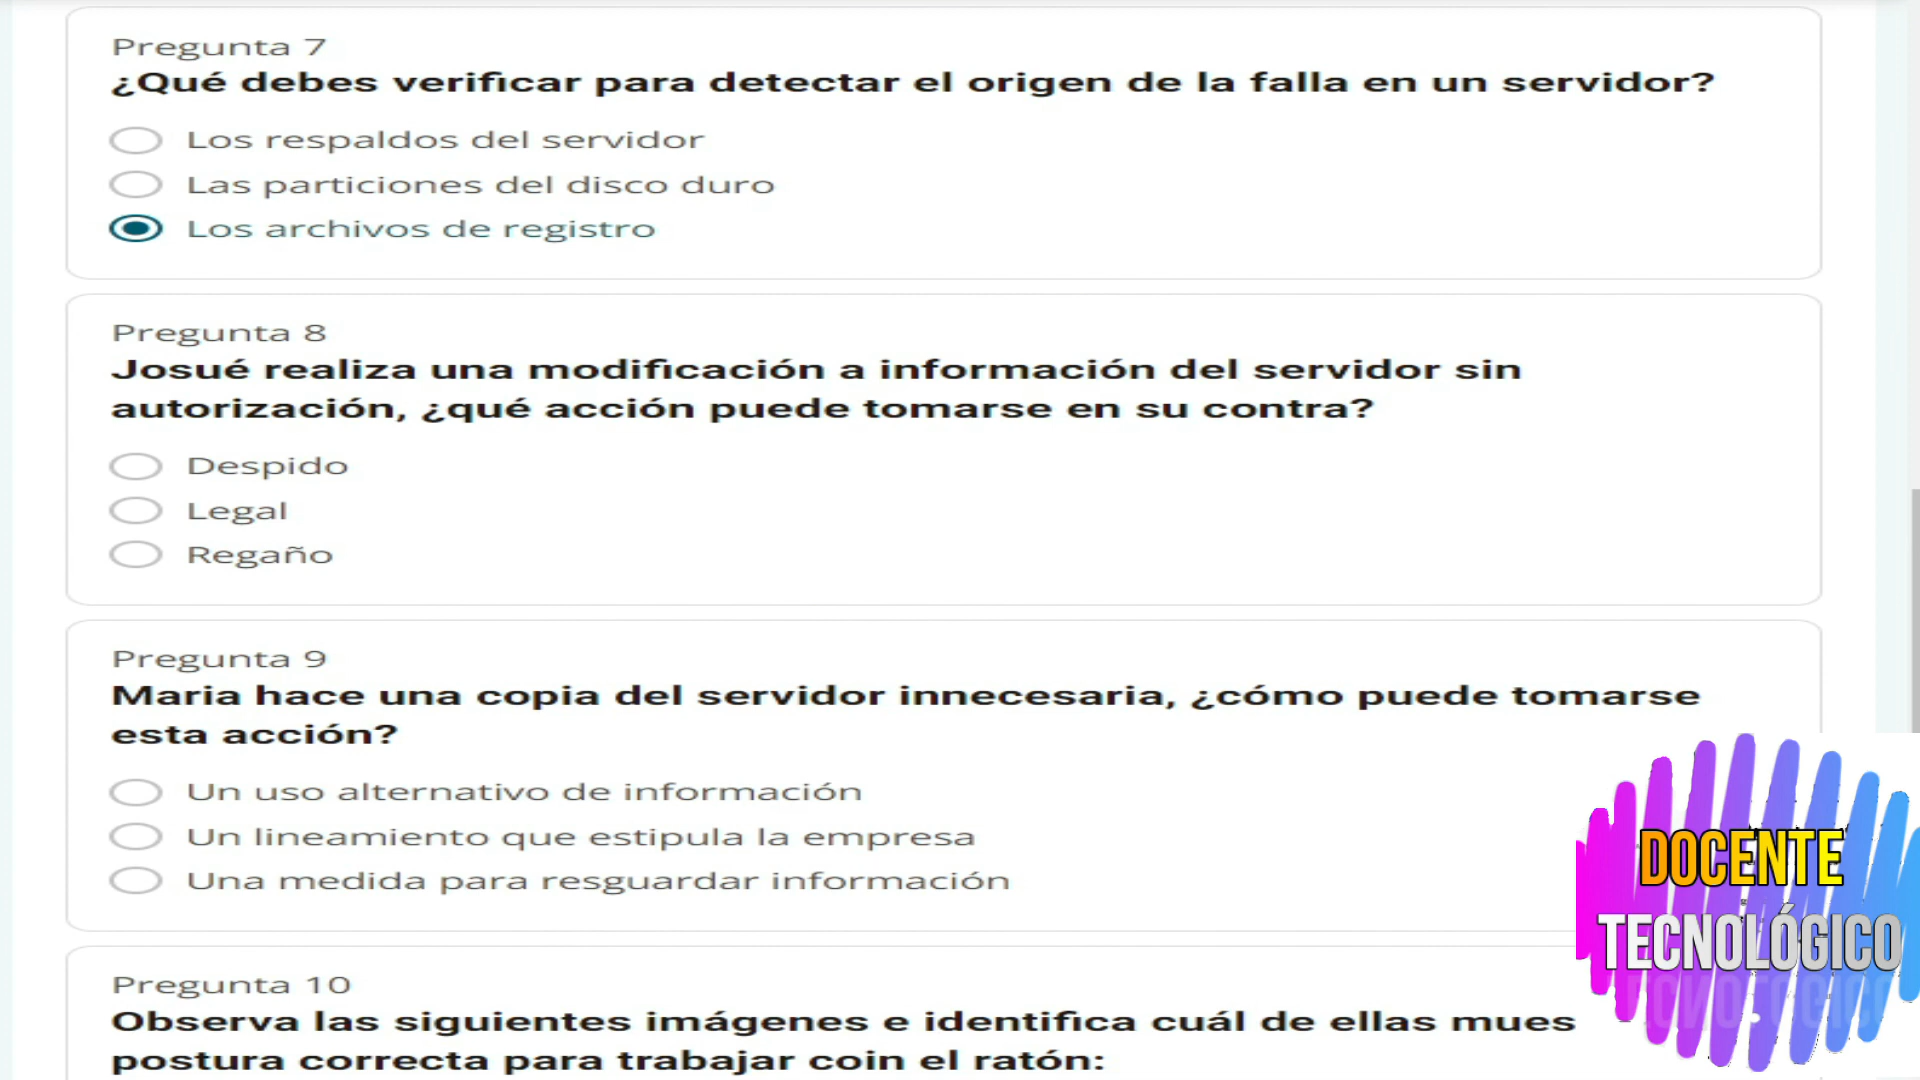 Pregunta 7
¿Qué debes verificar para detectar el origen de la falla en un servidor?
Los respaldos del servidor
Las particiones del disco duro
Los archivos de registro
Pregunta 8
Josué realiza una modificación a información del servidor sin
autorización, ¿qué acción puede tomarse en su contra?
Despido
Legal
Regaño
Pregunta 9
Maria hace una copia del servidor innecesaria, ¿cómo puede tomarse
esta acción?
Un uso alternativo de información
Un lineamiento que estipula la empresa
Una medida para resguardar información
Pregunta 10
Observa las siguientes imágenes e identifica cuál de ellas mues
postura correcta para trabajar coin el ratón:
DOCENTE
TECNOLÓGICO